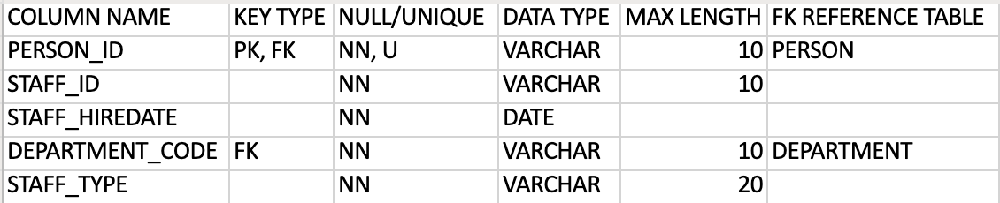 COLUMN NAME KEY TYPE NULL/UNIQUE DATA TYPE MAX LENGTH FK REFERENCE TABLE
PERSON_ID PK, FK NN, U VARCHAR 10 PERSON
STAFF_ID NN VARCHAR 10
STAFF_HIREDATE NN DATE
DEPARTMENT_CODE FK NN VARCHAR 10 DEPARTMENT
STAFF_TYPE NN VARCHAR 20